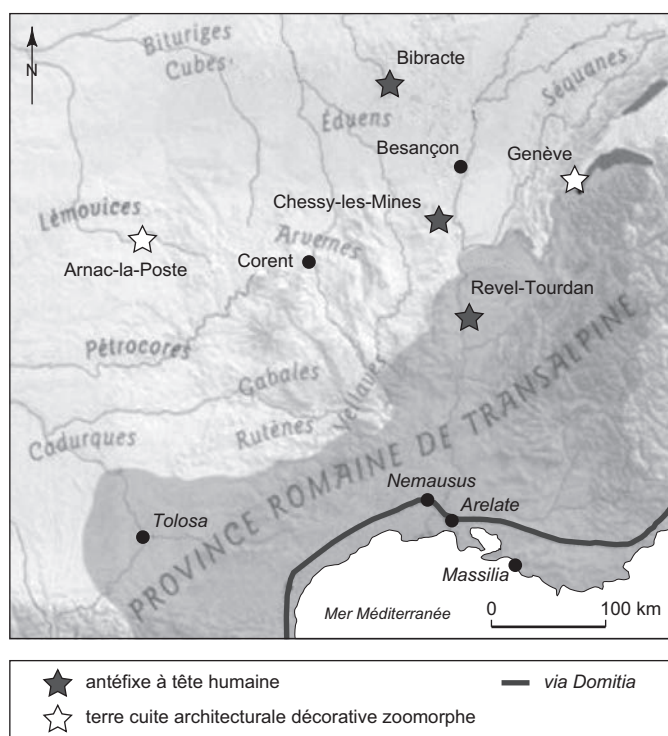 Bituriges
Cubes
Bibracte
Séquanes
N
Éduens
Besançon
Genève
Chessy-les-Mines
Lémovices
Arvernes
Arnac-la-Poste
Corent
Revel-Tourdan
Pétrocores
Gabales
Vellaves
Rutènes
Cadurques
PROVINCE ROMAINE DE TRANSALPINE
Nemausus
Arelate
Tolosa
Massilia
Mer Méditerranée
0 100 km
antéfixe à tête humaine via Domitia
terre cuite architecturale décorative zoomorphe